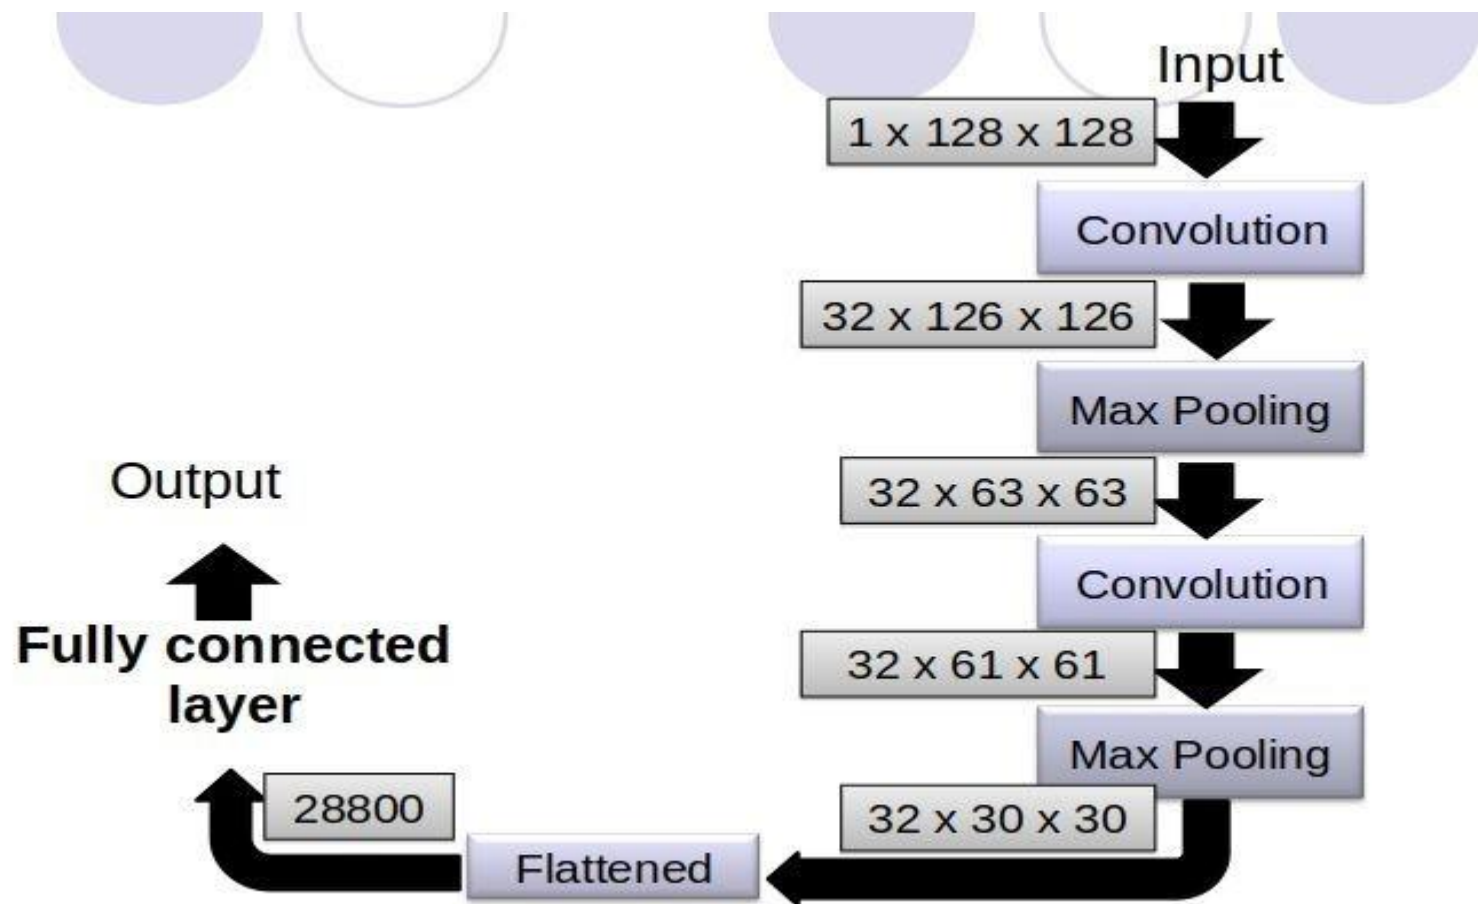 Input
1 x 128 x 128
Convolution
32 x 126 x 126
Max Pooling
32 x 63 x 63
Convolution
32 x 61 x 61
Max Pooling
32 x 30 x 30
Flattened
28800
Fully connected
layer
Output